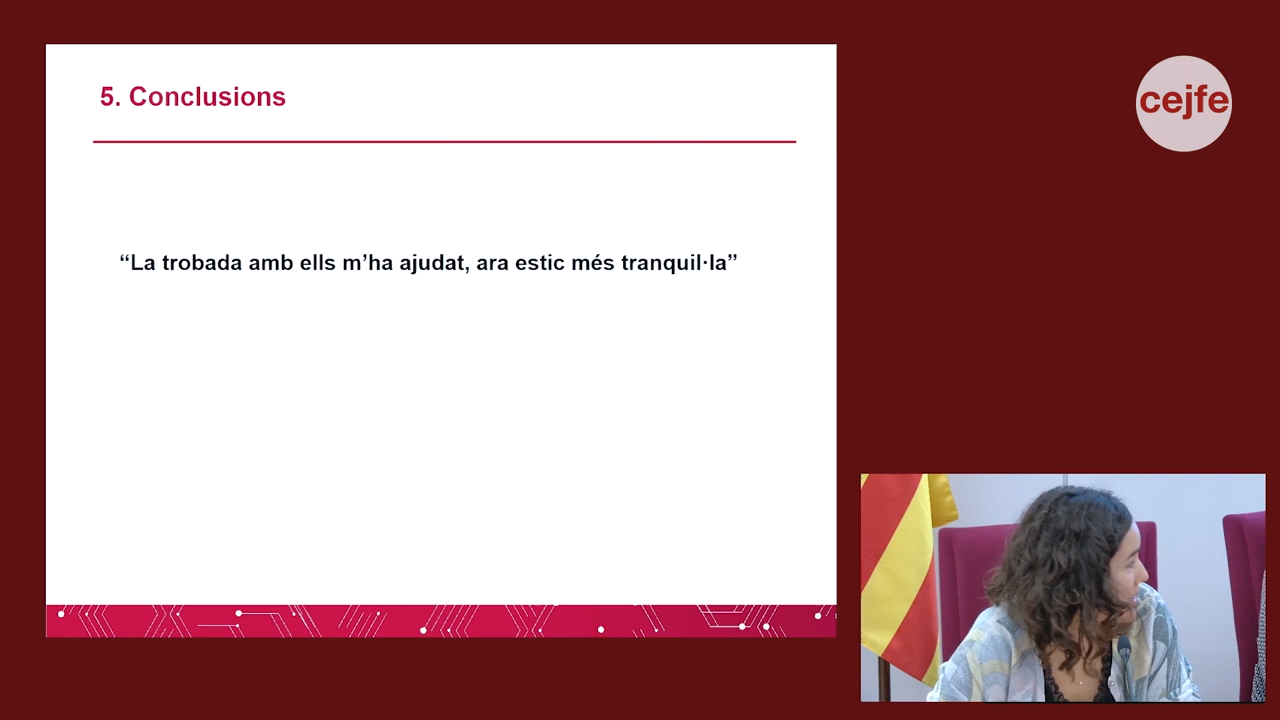 5. Conclusions
cejfe
“La trobada amb ells m’ha ajudat, ara estic més tranquil·la”